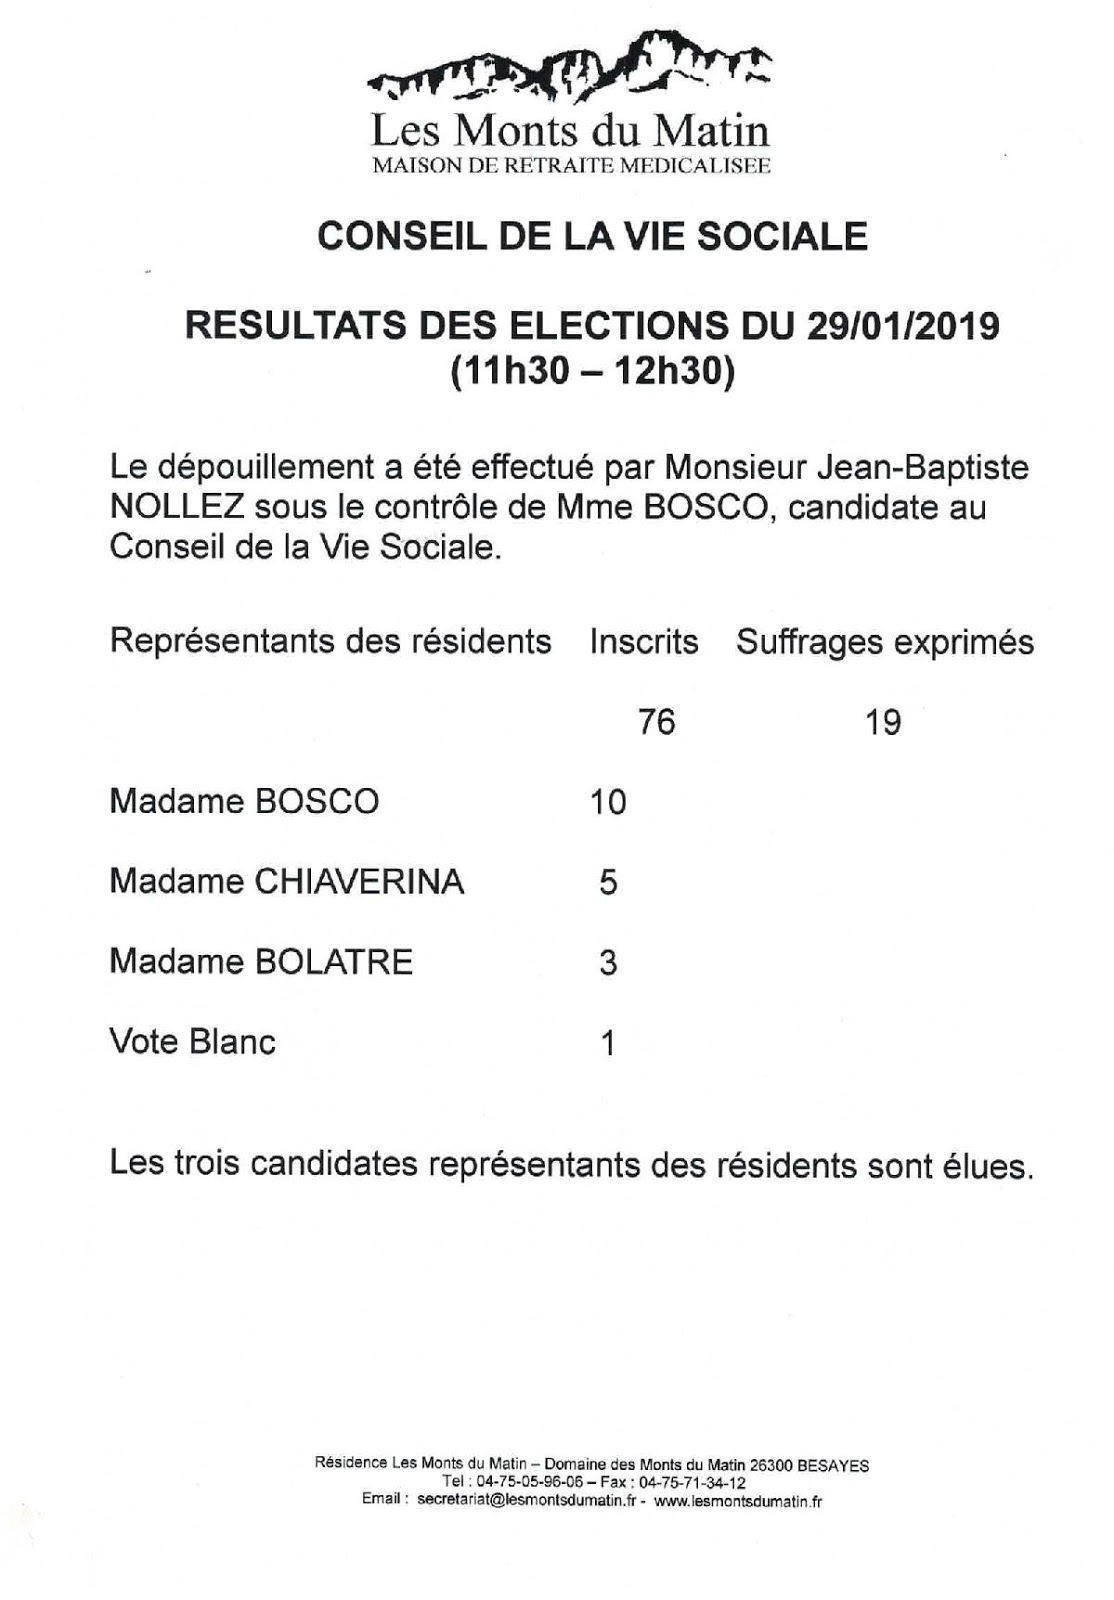 Les Monts du Matin
MAISON DE RETRAITE MEDICALISEE
CONSEIL DE LA VIE SOCIALE
RESULTATS DES ELECTIONS DU 29/01/2019
(11h30 – 12h30)
Le dépouillement a été effectué par Monsieur Jean-Baptiste
NOLLEZ sous le contrôle de Mme BOSCO, candidate au
Conseil de la Vie Sociale.
Représentants des résidents Inscrits Suffrages exprimés
76 19
Madame BOSCO 10
Madame CHIAVERINA 5
Madame BOLATRE 3
Vote Blanc 1
Les trois candidates représentants des résidents sont élues.
Résidence Les Monts du Matin – Domaine des Monts du Matin 26300 BESAYES
Tel : 04-75-05-96-06 – Fax : 04-75-71-34-12
Email : secretariat@lesmontsdumatin.fr - www.lesmontsdumatin.fr